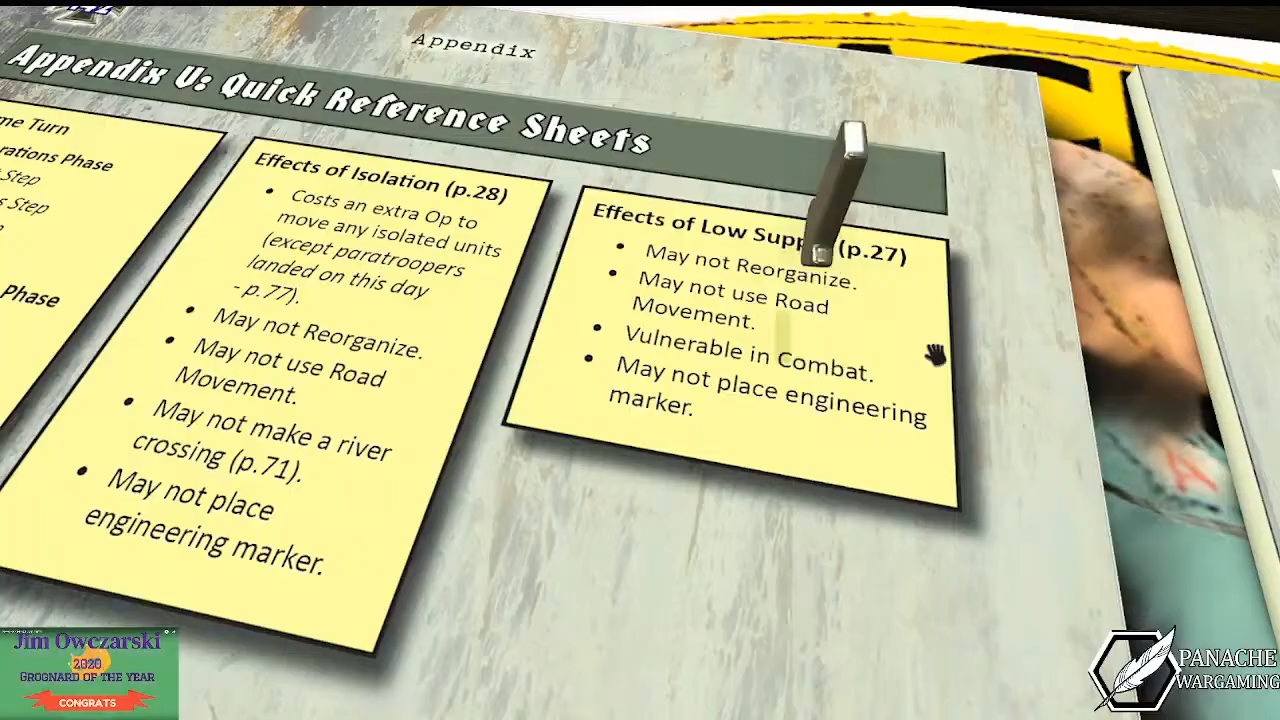 Appendix
Appendix V: Quick Reference Sheets
me Turn
rations Phase
Step
s Step
Phase
Effects of Isolation (p.28)
• Costs an extra Op to
move any isolated units
(except paratroopers
landed on this day
- p.77).
• May not Reorganize.
• May not use Road
Movement.
• May not make a river
crossing (p.71).
• May not place
engineering marker.
Effects of Low Supp (p.27)
• May not Reorganize.
• May not use Road
Movement.
• Vulnerable in Combat.
• May not place engineering
marker.
Jim Owczarski
2020
GROGNARD OF THE YEAR
CONGRATS
PANACHE
WARGAMING